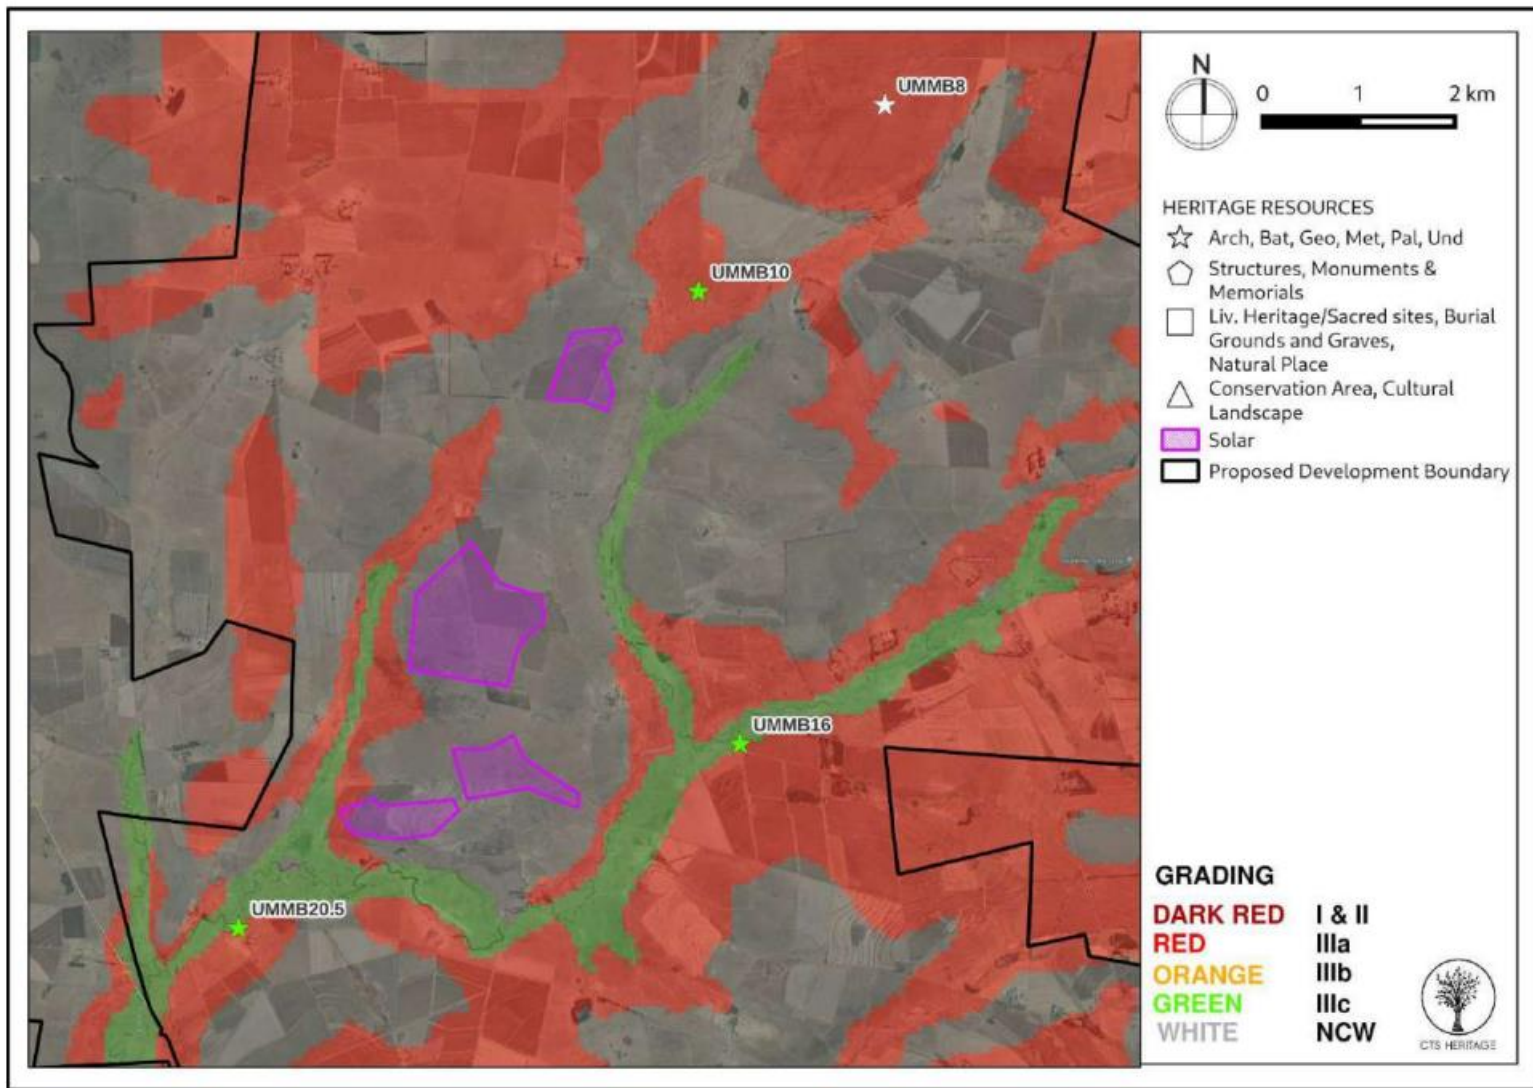 UMMB8
UMMB10
UMMB16
UMMB20.5
N
0 1 2 km
HERITAGE RESOURCES
Arch, Bat, Geo, Met, Pal, Und
Structures, Monuments &
Memorials
Liv. Heritage/Sacred sites, Burial
Grounds and Graves,
Natural Place
Conservation Area, Cultural
Landscape
Solar
Proposed Development Boundary
GRADING
DARK RED I & II
RED IIIa
ORANGE IIIb
GREEN IIIc
WHITE NCW
CTS HERITAGE